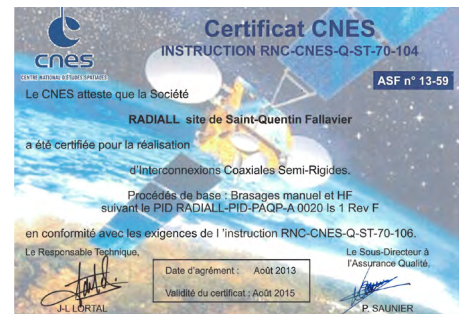 Certificat CNES
INSTRUCTION RNC-CNES-Q-ST-70-104
cnes
CENTRE NATIONAL D'ÉTUDES SPATIALES
ASF n° 13-59
Le CNES atteste que la Société
RADIALL site de Saint-Quentin Fallavier
a été certifiée pour la réalisation
d'Interconnexions Coaxiales Semi-Rigides.
Procédés de base : Brasages manuel et HF
suivant le PID RADIALL-PID-PAQP-A 0020 Is 1 Rev F
en conformité avec les exigences de l 'instruction RNC-CNES-Q-ST-70-106.
Le Responsable Technique,
Le Sous-Directeur à
l'Assurance Qualité,
Date d'agrément : Août 2013
Validité du certificat : Août 2015
J-L LORTAL
P. SAUNIER